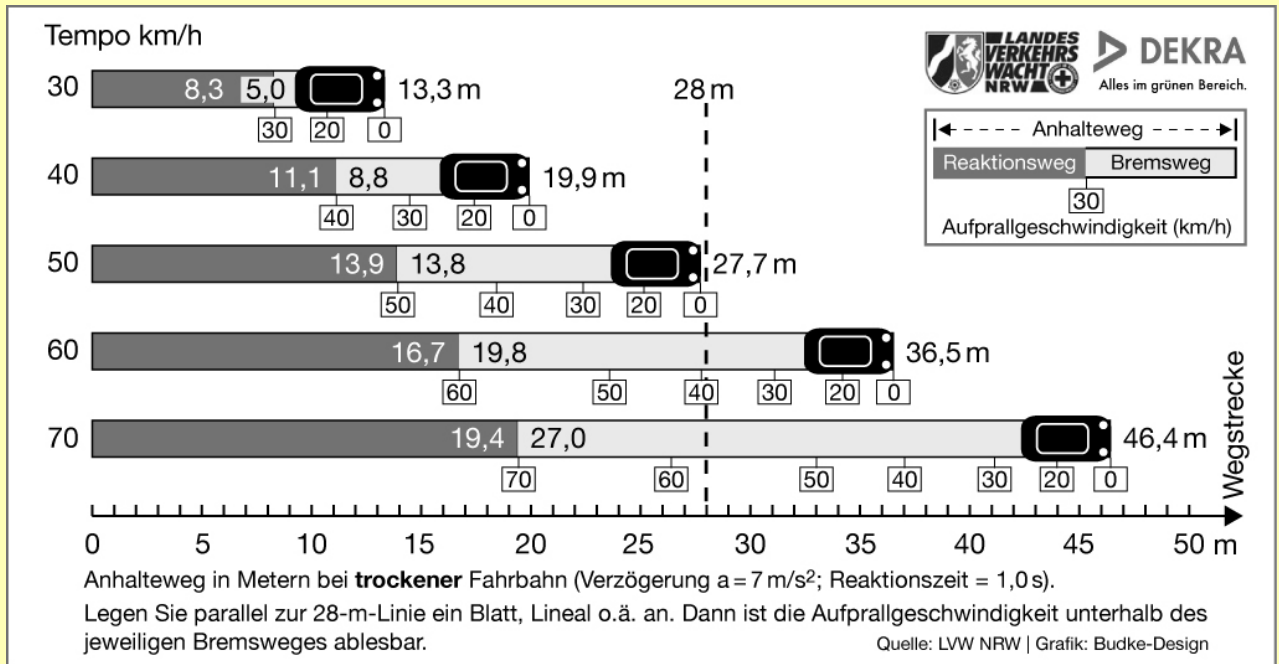 Tempo km/h
LANDES
VERKEHRS
WACHT
NRW
DEKRA
Alles im grünen Bereich.
30 8,3 5,0 13,3 m 28 m
30 20 0
Anhalteweg
Reaktionsweg Bremsweg
30
Aufprallgeschwindigkeit (km/h)
40 11,1 8,8 19,9 m
40 30 20 0
50 13,9 13,8 27,7 m
50 40 30 20 0
60 16,7 19,8 36,5 m
60 50 40 30 20 0
70 19,4 27,0 46,4 m
70 60 50 40 30 20 0
Wegstrecke
0 5 10 15 20 25 30 35 40 45 50 m
Anhalteweg in Metern bei trockener Fahrbahn (Verzögerung a = 7 m/s²; Reaktionszeit = 1,0 s).
Legen Sie parallel zur 28-m-Linie ein Blatt, Lineal o.ä. an. Dann ist die Aufprallgeschwindigkeit unterhalb des
jeweiligen Bremsweges ablesbar.
Quelle: LVW NRW | Grafik: Budke-Design